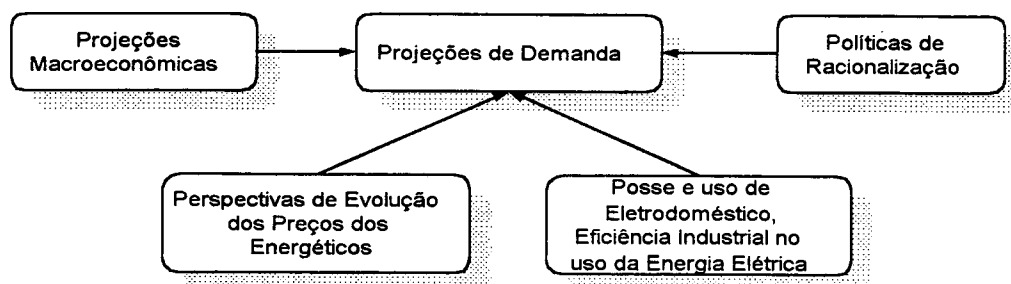 Projeções
Macroeconômicas
Projeções de Demanda
Políticas de
Racionalização
Perspectivas de Evolução
dos Preços dos
Energéticos
Posse e uso de
Eletrodoméstico,
Eficiência Industrial no
uso da Energia Elétrica